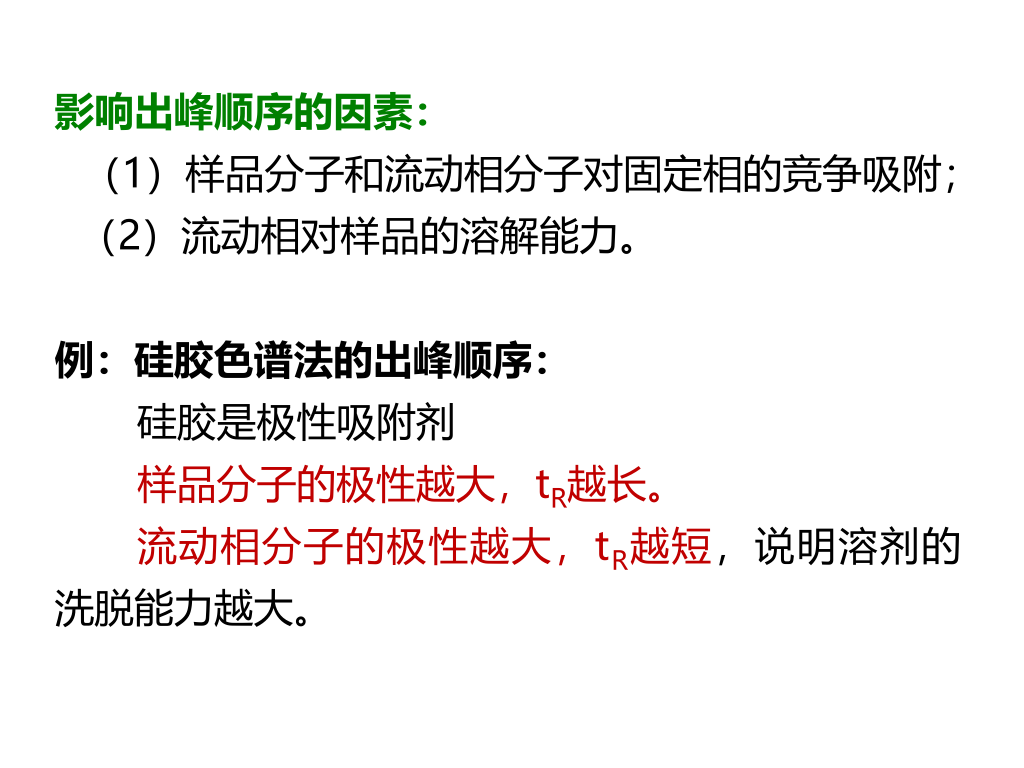 影响出峰顺序的因素：
（1）样品分子和流动相分子对固定相的竞争吸附；
（2）流动相对样品的溶解能力。
例：硅胶色谱法的出峰顺序：
硅胶是极性吸附剂
样品分子的极性越大，tR越长。
流动相分子的极性越大，tR越短，说明溶剂的
洗脱能力越大。